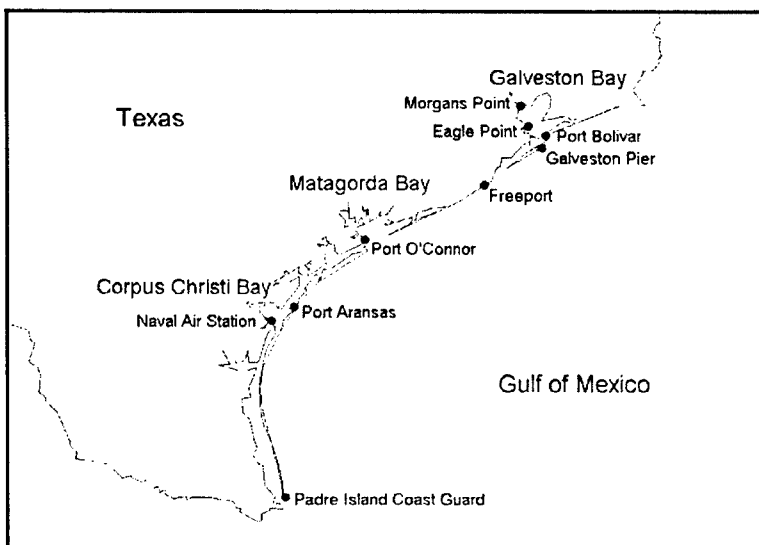 Galveston Bay
Morgans Point
Texas
Eagle Point
Port Bolivar
Galveston Pier
Matagorda Bay
Freeport
Port O'Connor
Corpus Christi Bay
Naval Air Station
Port Aransas
Gulf of Mexico
Padre Island Coast Guard